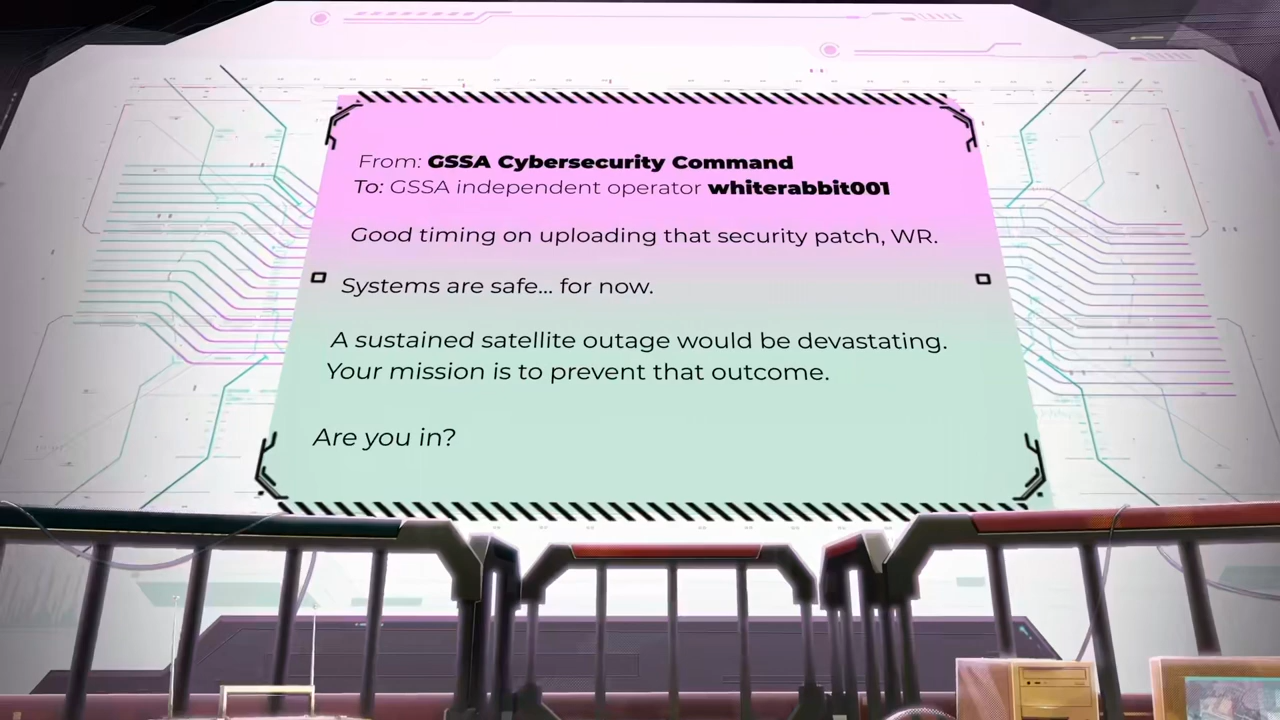 From: GSSA Cybersecurity Command
To: GSSA independent operator whiterabbit001
Good timing on uploading that security patch, WR.
Systems are safe... for now.
A sustained satellite outage would be devastating.
Your mission is to prevent that outcome.
Are you in?